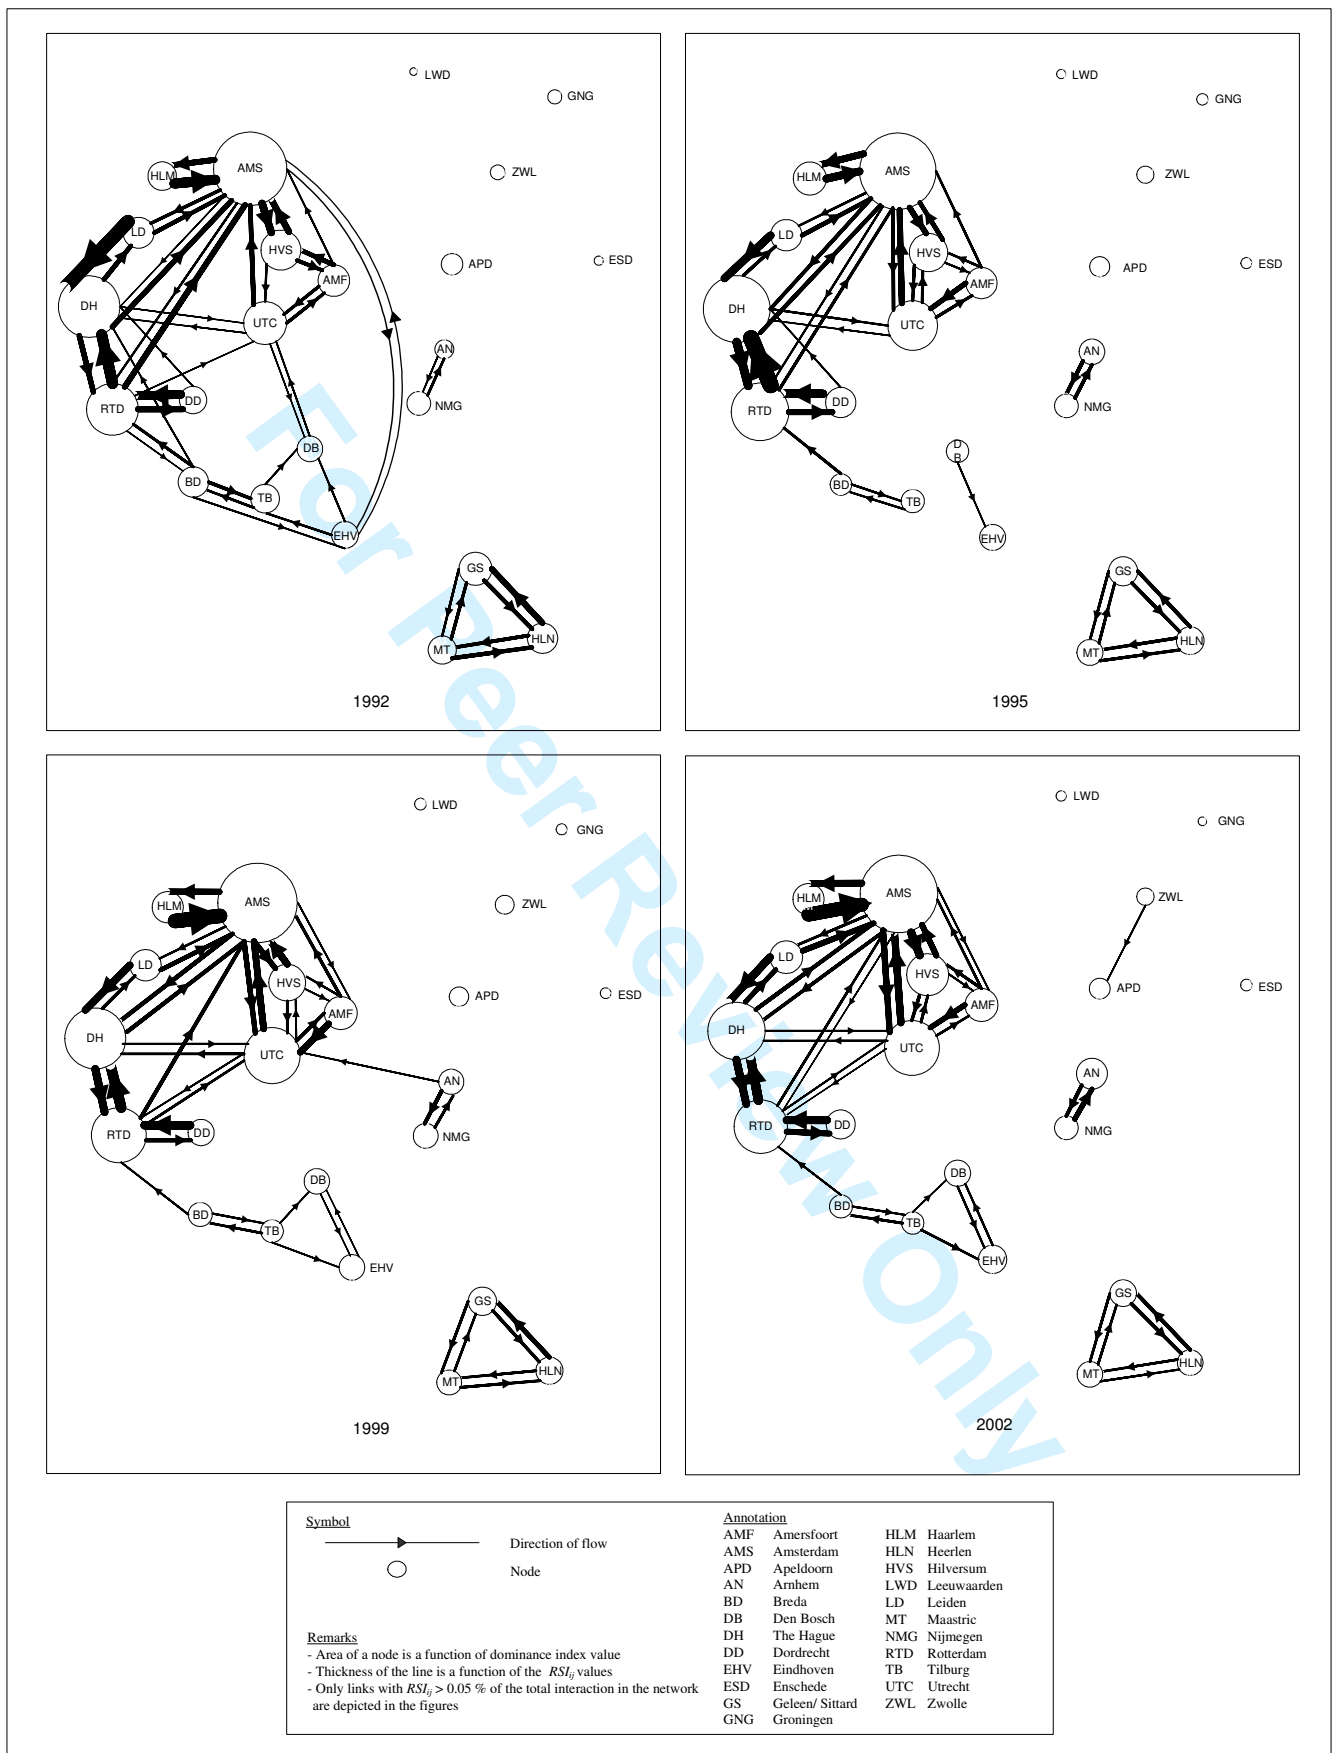 LWD
GNG
AMS
HLM
ZWL
LD
HVS
APD
ESD
AMF
DH
UTC
AN
DD
NMG
RTD
DB
BD
TB
EHV
GS
HLN
MT
1992
LWD
GNG
AMS
HLM
ZWL
LD
HVS
APD
ESD
AMF
DH
UTC
AN
DD
NMG
RTD
D
B
BD
TB
EHV
GS
HLN
MT
1995
LWD
GNG
AMS
HLM
ZWL
LD
HVS
APD
ESD
AMF
DH
UTC
AN
RTD
DD
NMG
DB
BD
TB
EHV
GS
HLN
MT
1999
LWD
GNG
AMS
HLM
ZWL
LD
HVS
APD
ESD
AMF
DH
UTC
AN
RTD
DD
NMG
DB
BD
TB
EHV
GS
HLN
MT
2002
For Peer Review Only
Symbol
Direction of flow
Node
Remarks
- Area of a node is a function of dominance index value
- Thickness of the line is a function of the RSIij values
- Only links with RSIij > 0.05 % of the total interaction in the network
are depicted in the figures
Annotation
AMF Amersfoort HLM Haarlem
AMS Amsterdam HLN Heerlen
APD Apeldoorn HVS Hilversum
AN Arnhem LWD Leeuwaarden
BD Breda LD Leiden
DB Den Bosch MT Maastric
DH The Hague NMG Nijmegen
DD Dordrecht RTD Rotterdam
EHV Eindhoven TB Tilburg
ESD Enschede UTC Utrecht
GS Geleen/ Sittard ZWL Zwolle
GNG Groningen